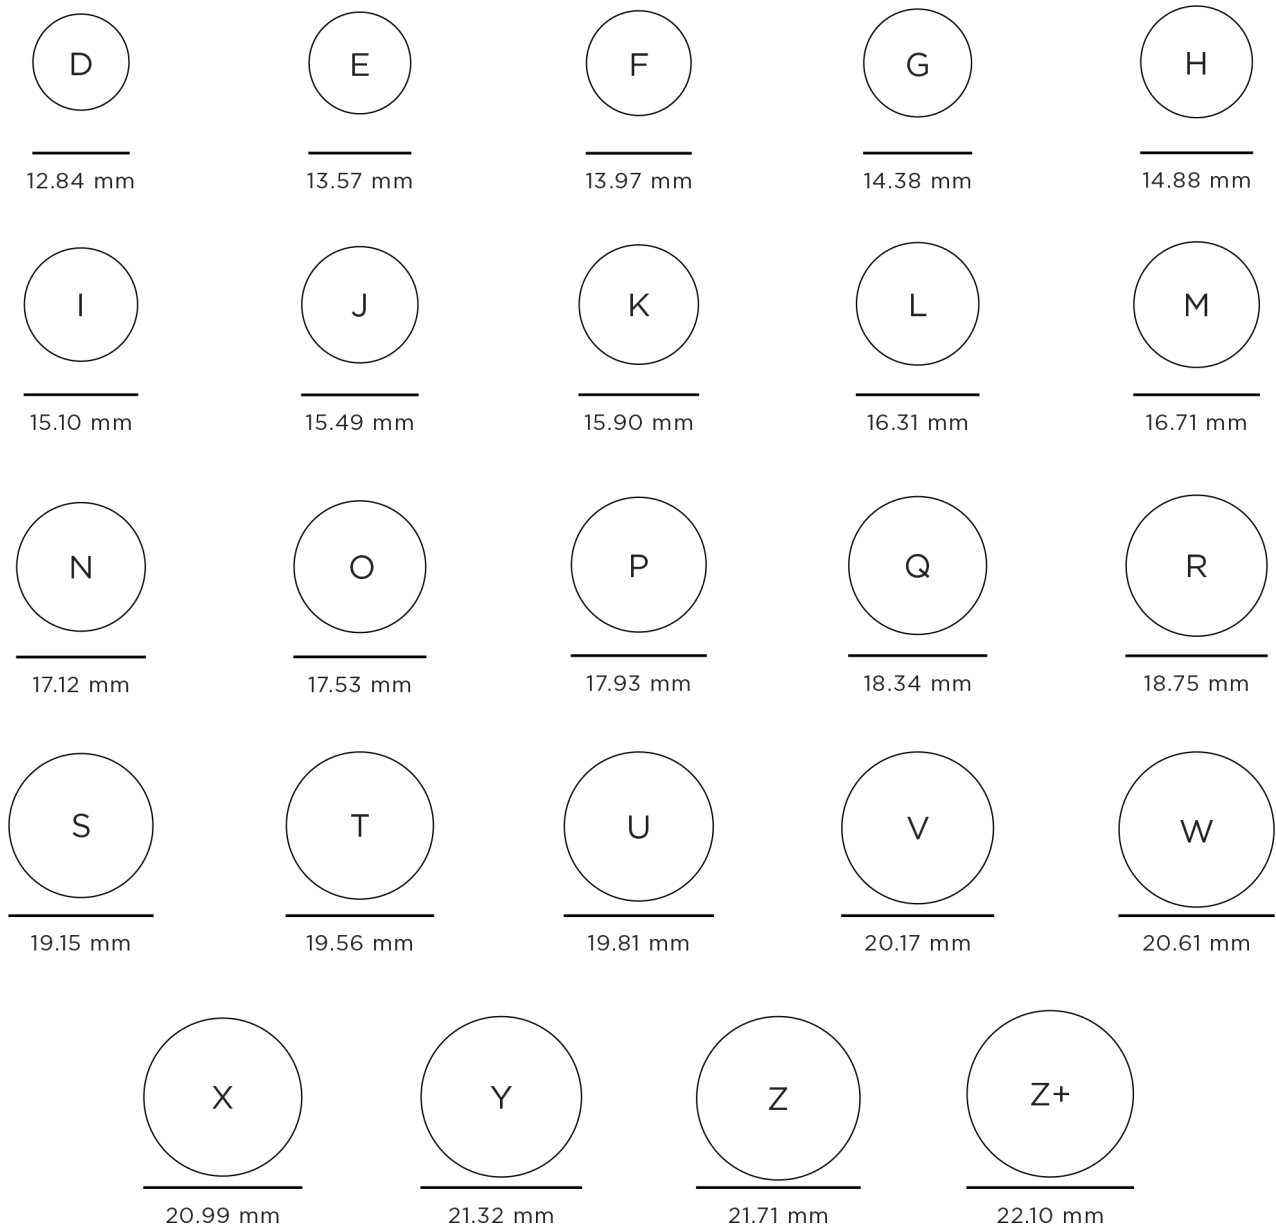 D E F G H
12.84 mm 13.57 mm 13.97 mm 14.38 mm 14.88 mm
I J K L M
15.10 mm 15.49 mm 15.90 mm 16.31 mm 16.71 mm
N O P Q R
17.12 mm 17.53 mm 17.93 mm 18.34 mm 18.75 mm
S T U V W
19.15 mm 19.56 mm 19.81 mm 20.17 mm 20.61 mm
X Y Z Z+
20.99 mm 21.32 mm 21.71 mm 22.10 mm